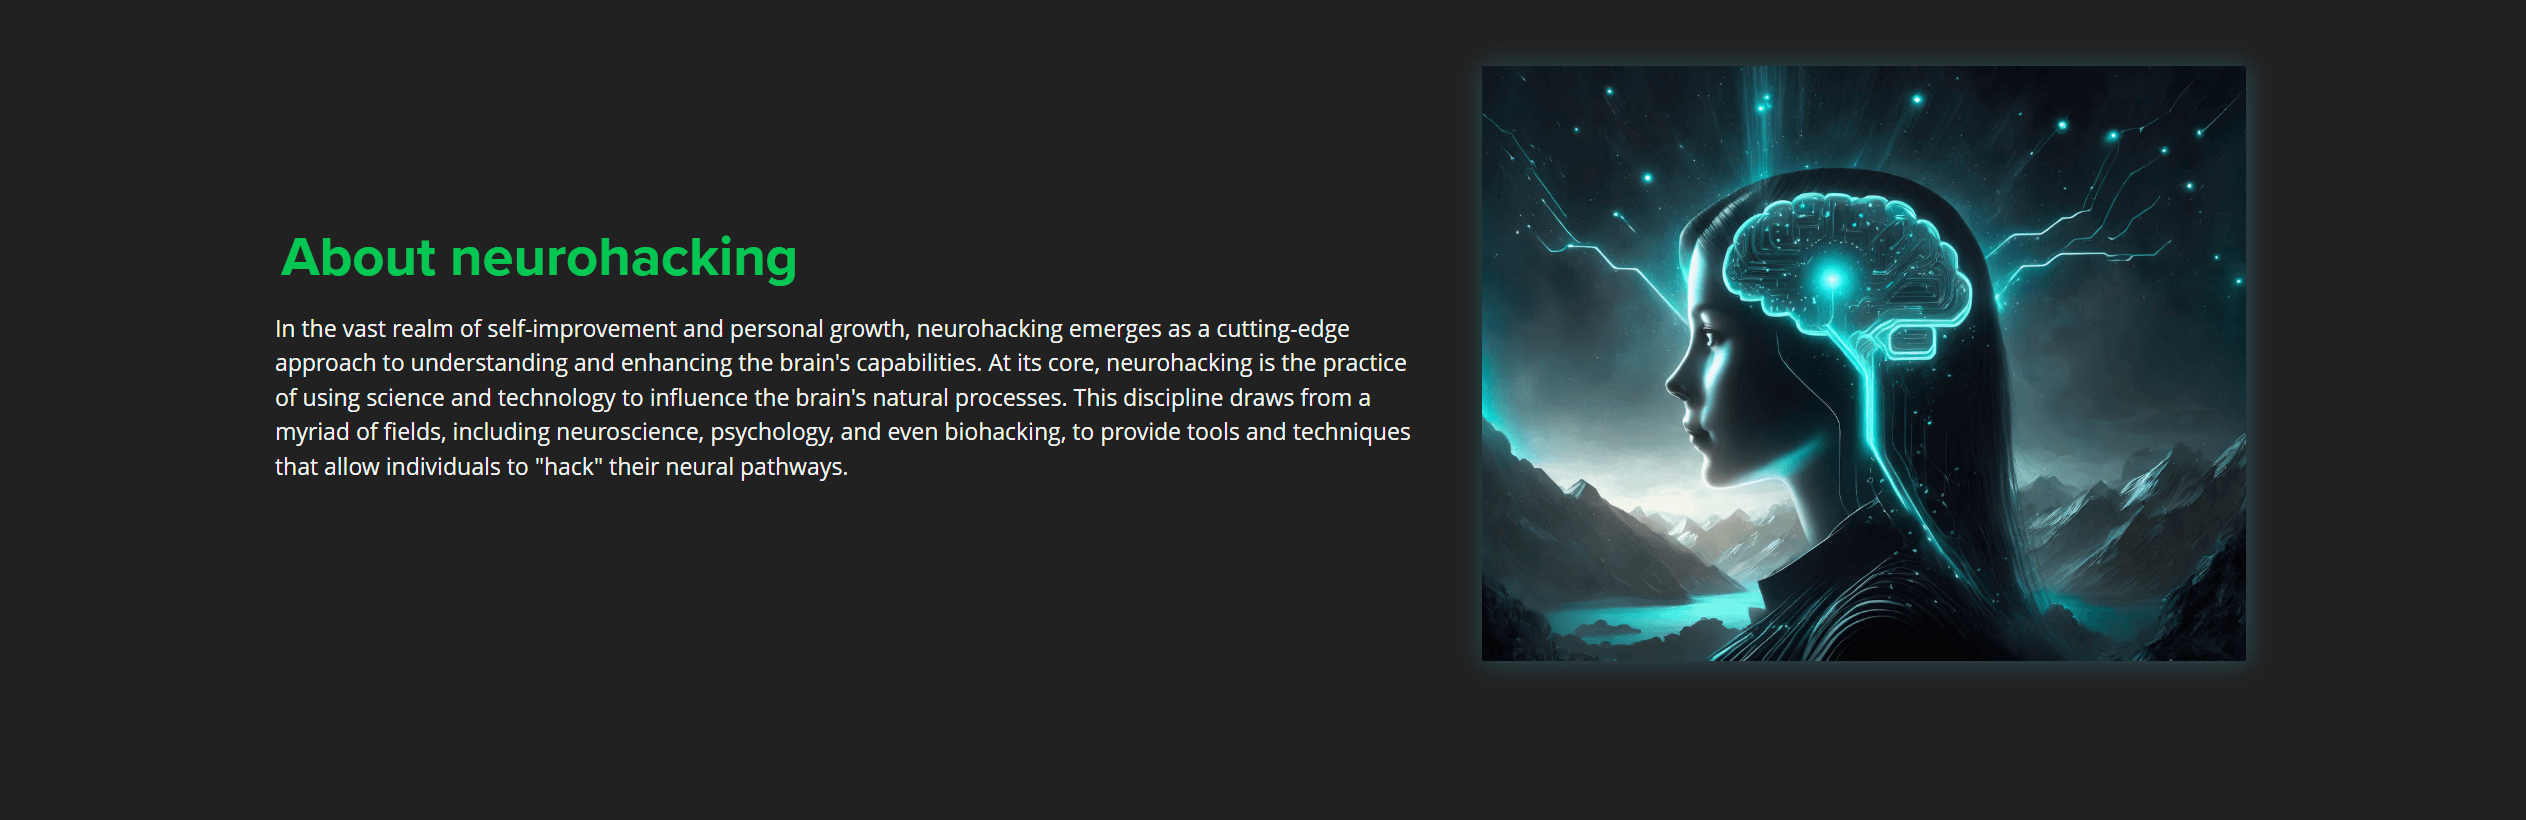 About neurohacking
In the vast realm of self-improvement and personal growth, neurohacking emerges as a cutting-edge
approach to understanding and enhancing the brain's capabilities. At its core, neurohacking is the practice
of using science and technology to influence the brain's natural processes. This discipline draws from a
myriad of fields, including neuroscience, psychology, and even biohacking, to provide tools and techniques
that allow individuals to "hack" their neural pathways.